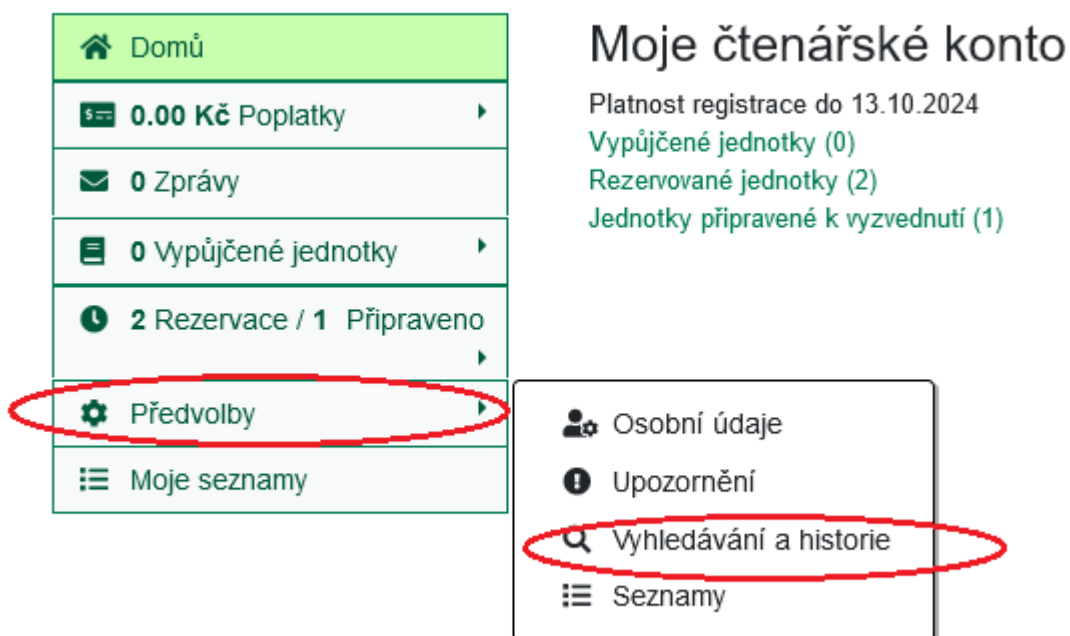 Domů
0.00 Kč Poplatky
0 Zprávy
0 Vypůjčené jednotky
2 Rezervace / 1 Připraveno
Předvolby
Moje seznamy
Moje čtenářské konto
Platnost registrace do 13.10.2024
Vypůjčené jednotky (0)
Rezervované jednotky (2)
Jednotky připravené k vyzvednutí (1)
Osobní údaje
Upozornění
Vyhledávání a historie
Seznamy